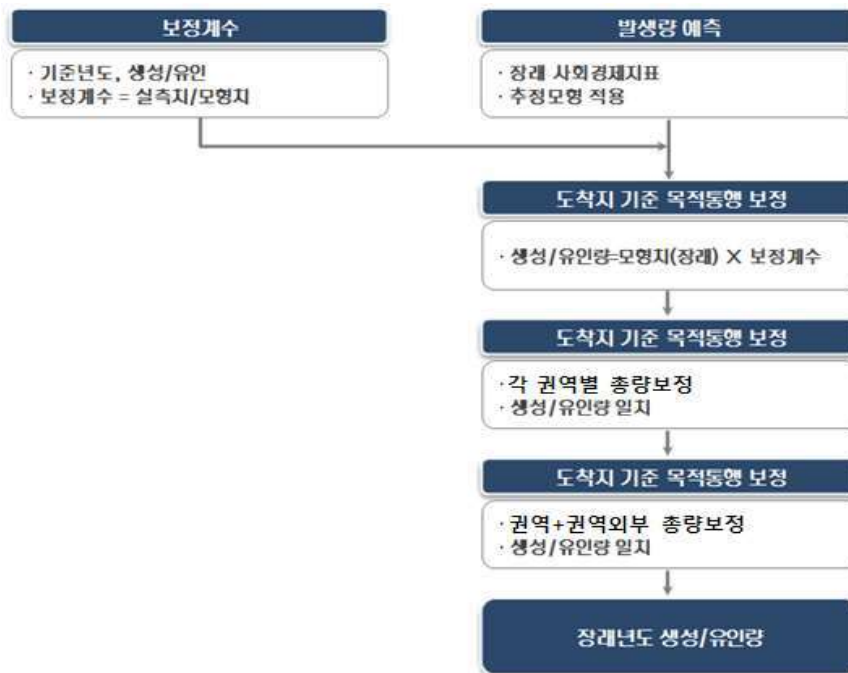 보정계수
· 기준년도, 생성/유인
· 보정계수 = 실측치/모형치
발생량 예측
· 장래 사회경제지표
· 추정모형 적용
도착지 기준 목적통행 보정
· 생성/유인량=모형치(장래) X 보정계수
도착지 기준 목적통행 보정
· 각 권역별 총량보정
· 생성/유인량 일치
도착지 기준 목적통행 보정
· 권역+권역외부 총량보정
· 생성/유인량 일치
장래년도 생성/유인량